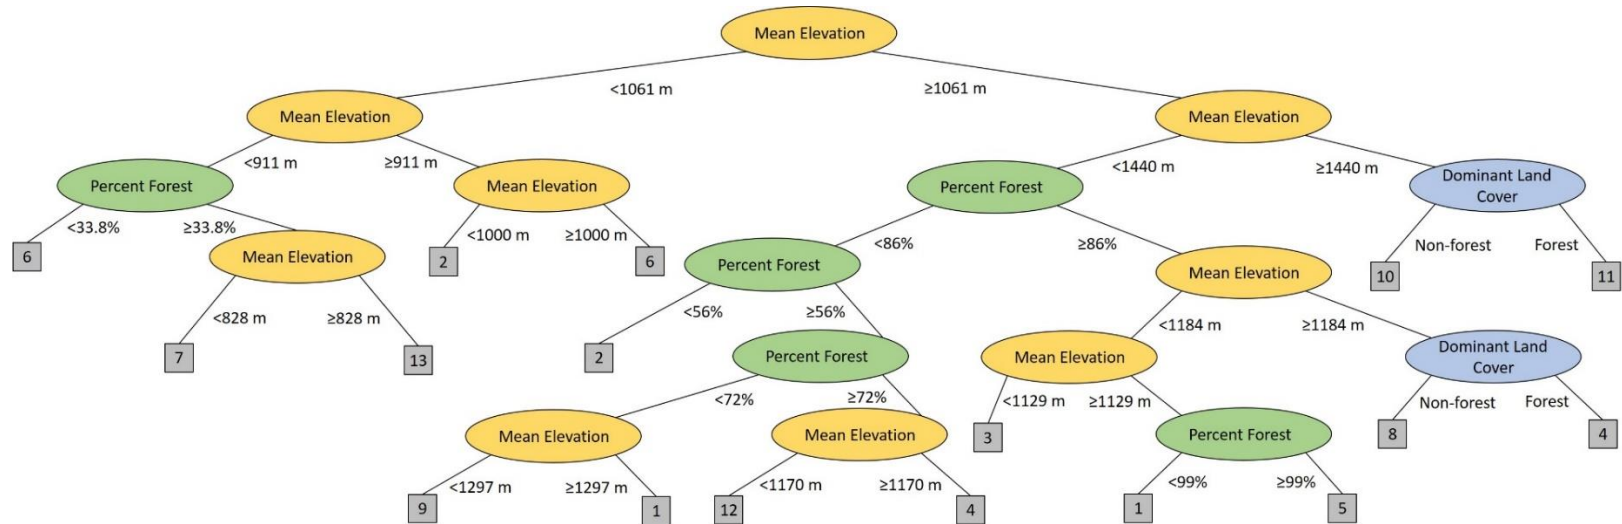 Mean Elevation
<1061 m
≥1061 m
Mean Elevation
Mean Elevation
<911 m
≥911 m
<1440 m
≥1440 m
Percent Forest
Mean Elevation
Percent Forest
Dominant Land
Cover
<33.8%
≥33.8%
<1000 m
≥1000 m
<86%
≥86%
Non-forest
Forest
6
Mean Elevation
2
6
Percent Forest
Mean Elevation
10
11
<828 m
≥828 m
<56%
≥56%
<1184 m
≥1184 m
7
13
2
Percent Forest
Mean Elevation
Dominant Land
Cover
<72%
≥72%
<1129 m
≥1129 m
Non-forest
Forest
Mean Elevation
Mean Elevation
3
Percent Forest
8
4
<1297 m
≥1297 m
<1170 m
≥1170 m
<99%
≥99%
9
1
12
4
1
5